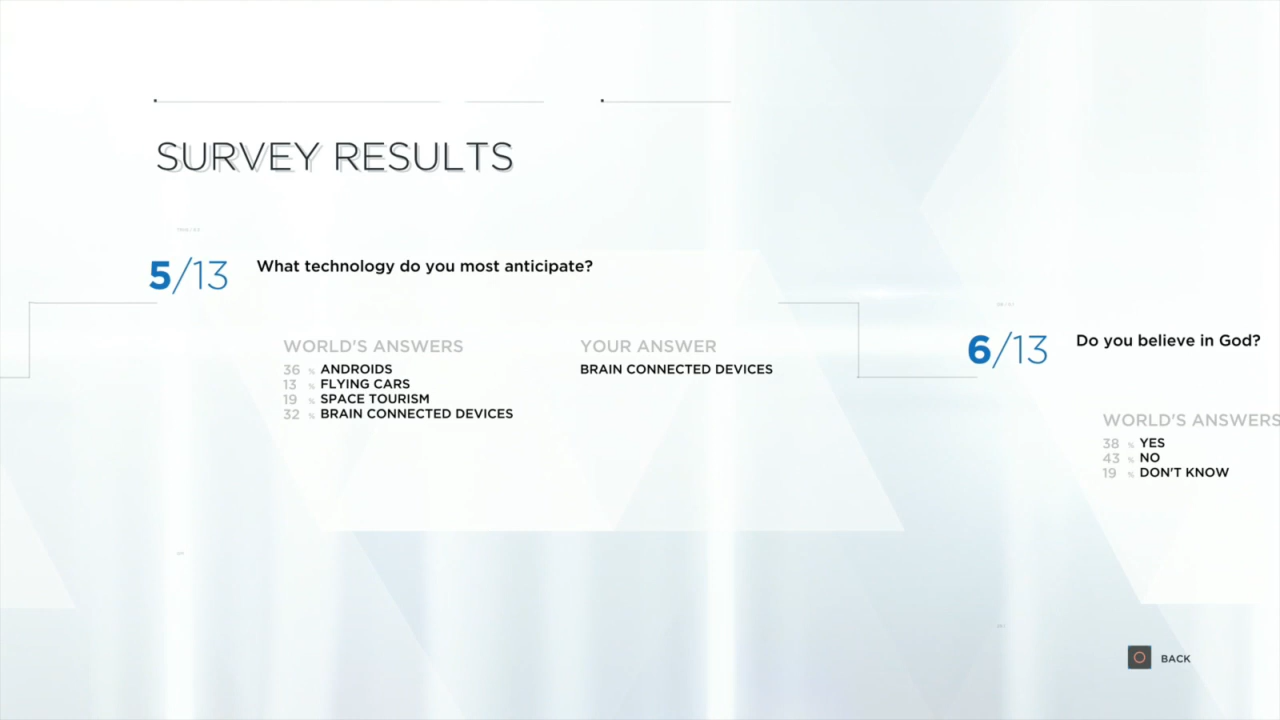 SURVEY RESULTS
5/13
What technology do you most anticipate?
WORLD'S ANSWERS
36 % ANDROIDS
13 % FLYING CARS
19 % SPACE TOURISM
32 % BRAIN CONNECTED DEVICES
YOUR ANSWER
BRAIN CONNECTED DEVICES
6/13
Do you believe in God?
WORLD'S ANSWERS
38 % YES
43 % NO
19 % DON'T KNOW
BACK